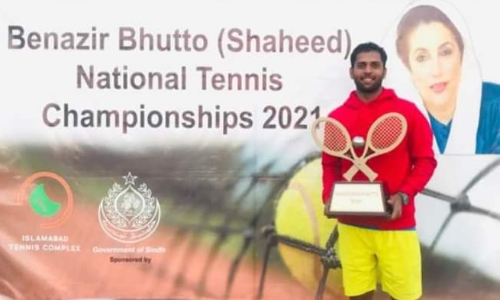 Benazir Bhutto (Shaheed)
National Tennis
Championships 2021
ISLAMABAD
TENNIS COMPLEX
Government of Sindh
Sponsored by